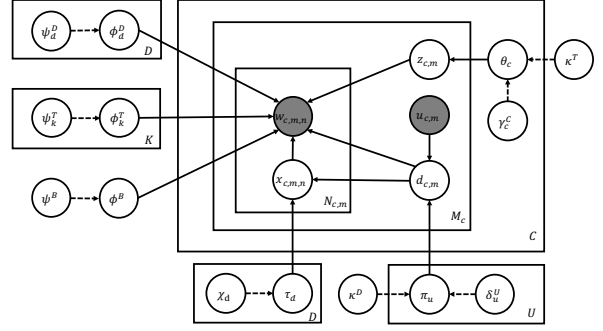 ψ_d^D ϕ_d^D D
z_{c,m} θ_c κ^T
ψ_k^T ϕ_k^T K
w_{c,m,n} u_{c,m} γ_c^C
ψ^B ϕ^B x_{c,m,n} d_{c,m}
N_{c,m} M_c C
χ_d τ_d D κ^D π_u δ_u^U U